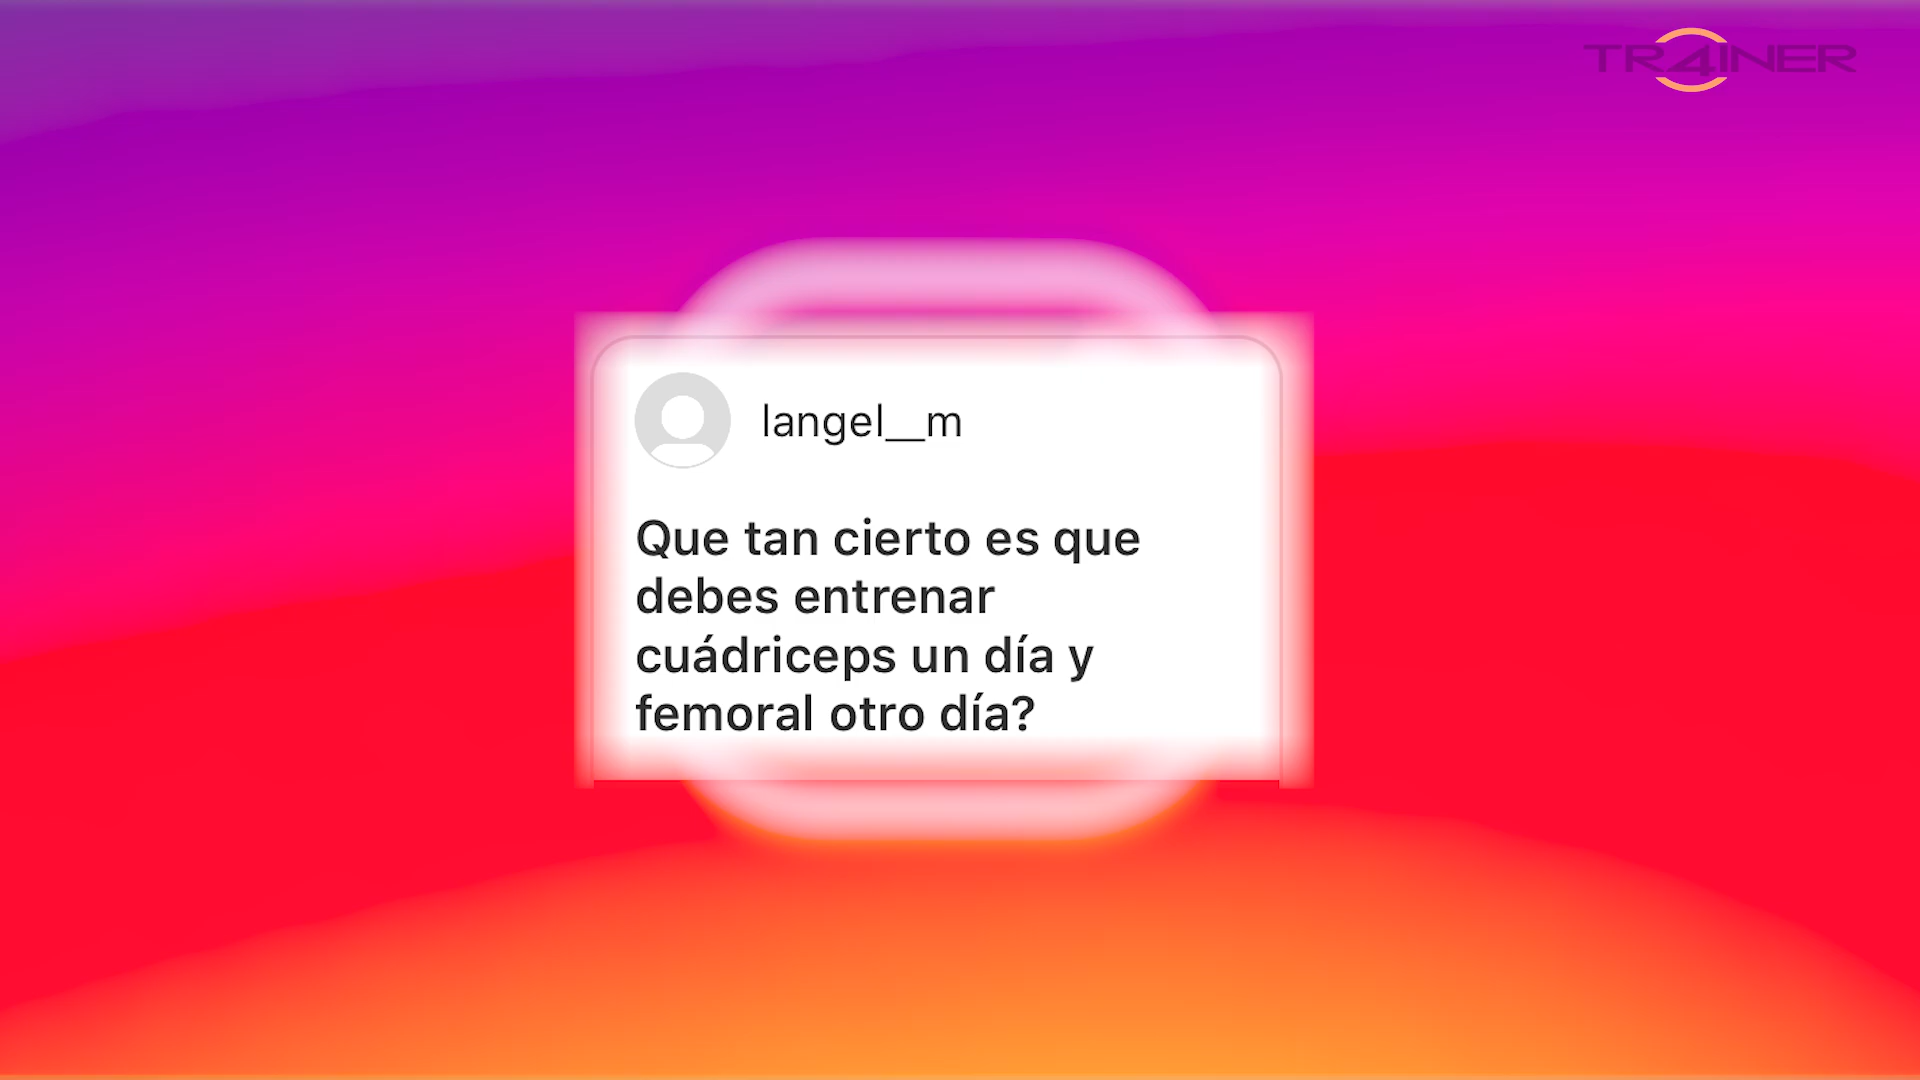 TR4INER
langel__m
Que tan cierto es que
debes entrenar
cuádriceps un día y
femoral otro día?